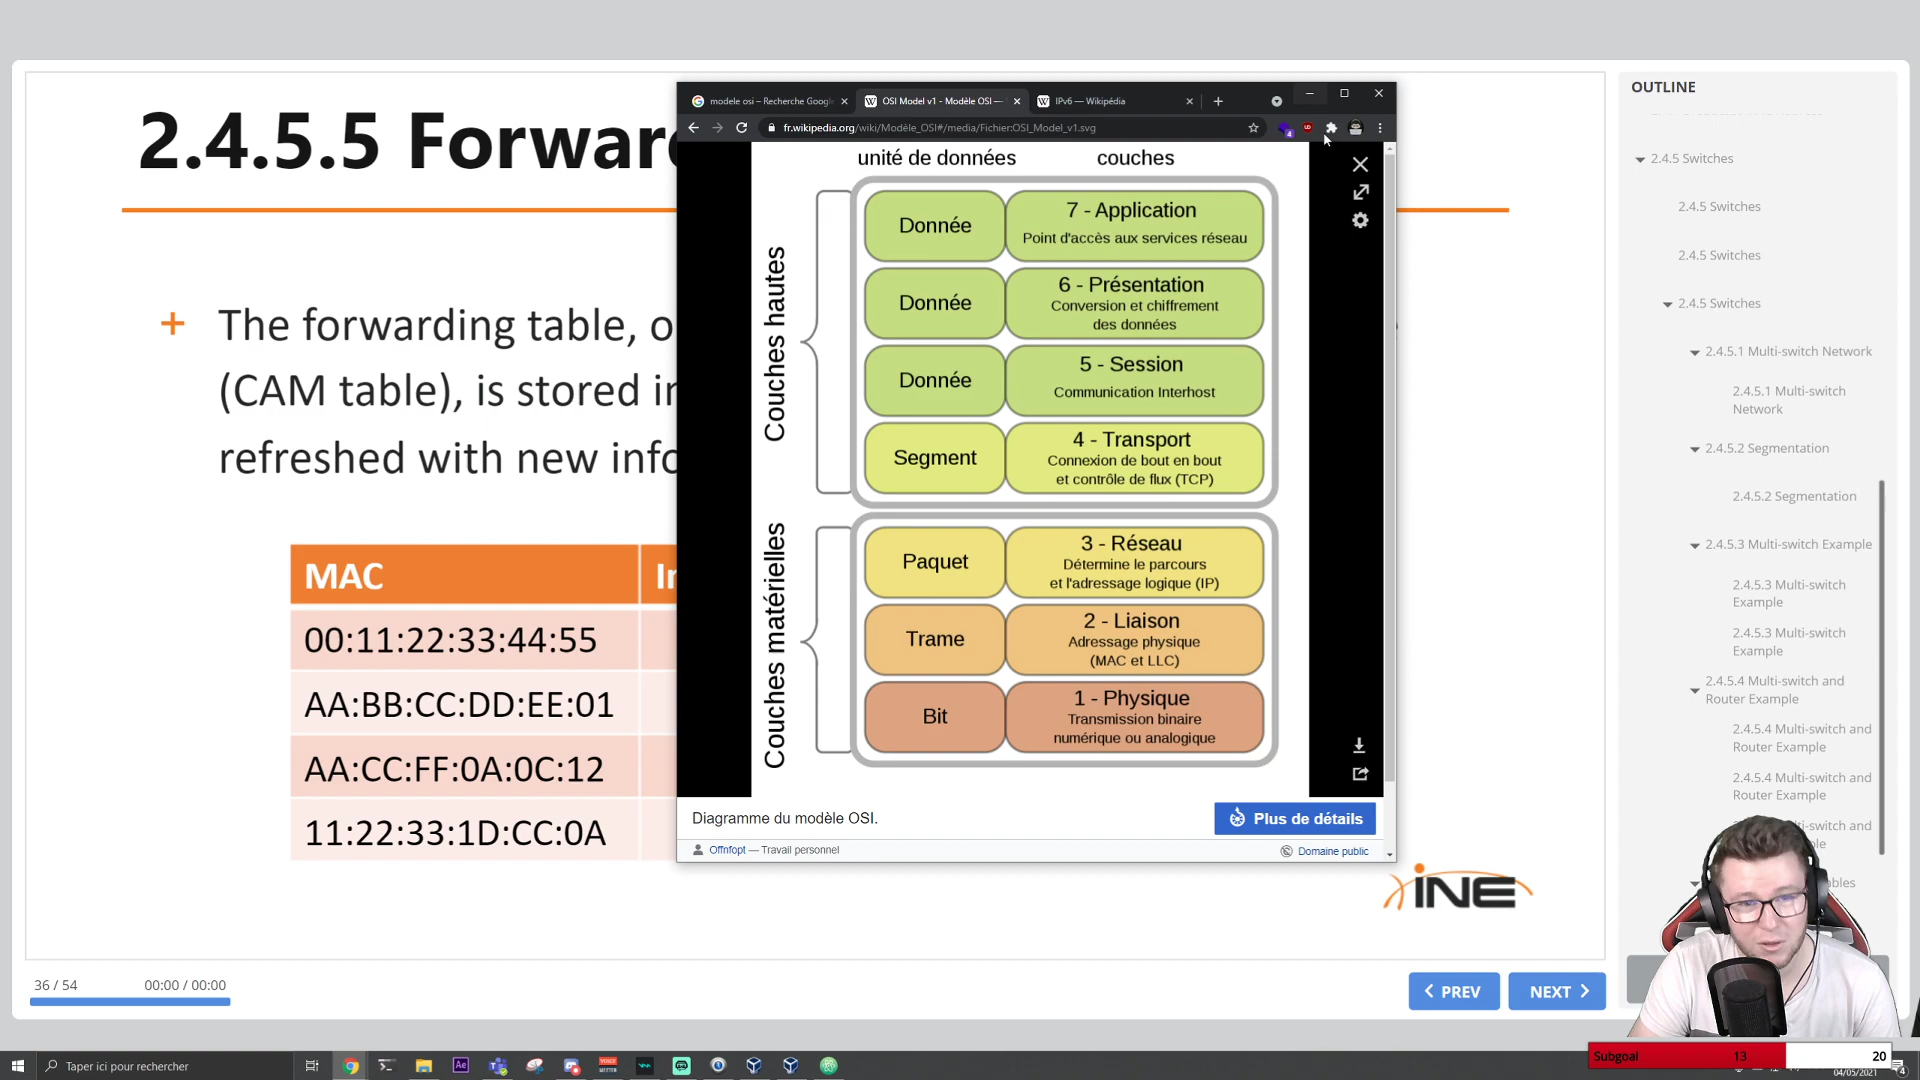 2.4.5.5 Forward
The forwarding table, o
(CAM table), is stored in
refreshed with new info
MAC
00:11:22:33:44:55
AA:BB:CC:DD:EE:01
AA:CC:FF:0A:0C:12
11:22:33:1D:CC:0A
INE
36 / 54
00:00 / 00:00
PREV
NEXT
modele osi – Recherche Google
OSI Model v1 - Modèle OSI —
IPv6 — Wikipédia
fr.wikipedia.org/wiki/Modèle_OSI#/media/Fichier:OSI_Model_v1.svg
unité de données
couches
Couches hautes
Donnée
7 - Application
Point d'accès aux services réseau
Donnée
6 - Présentation
Conversion et chiffrement
des données
Donnée
5 - Session
Communication Interhost
Segment
4 - Transport
Connexion de bout en bout
et contrôle de flux (TCP)
Couches matérielles
Paquet
3 - Réseau
Détermine le parcours
et l'adressage logique (IP)
Trame
2 - Liaison
Adressage physique
(MAC et LLC)
Bit
1 - Physique
Transmission binaire
numérique ou analogique
Diagramme du modèle OSI.
Plus de détails
Offnfopt — Travail personnel
Domaine public
OUTLINE
2.4.5 Switches
2.4.5 Switches
2.4.5 Switches
2.4.5 Switches
2.4.5.1 Multi-switch Network
2.4.5.1 Multi-switch
Network
2.4.5.2 Segmentation
2.4.5.2 Segmentation
2.4.5.3 Multi-switch Example
2.4.5.3 Multi-switch
Example
2.4.5.3 Multi-switch
Example
2.4.5.4 Multi-switch and
Router Example
2.4.5.4 Multi-switch and
Router Example
2.4.5.4 Multi-switch and
Router Example
Taper ici pour rechercher
Subgoal
13
20
04/05/2021